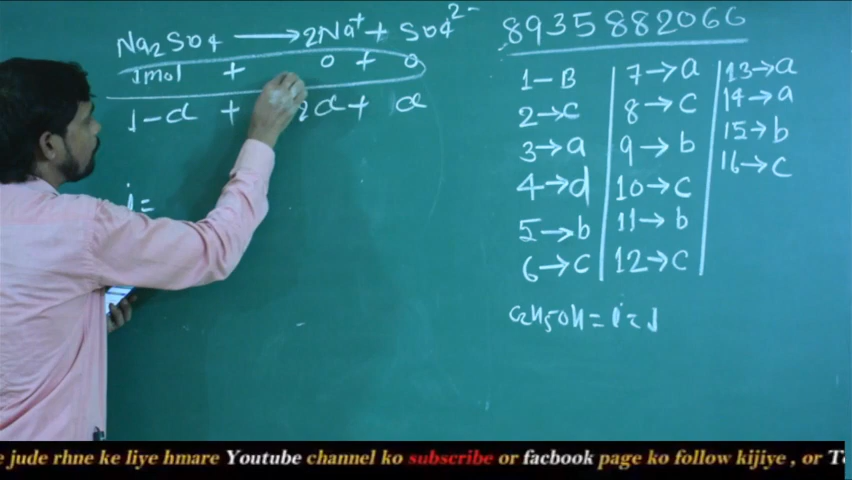 Na2SO4 → 2Na+ + SO4 2-
1mol + 0 + 0
1-α + 2α + α
i =
8935882066
1-B
2→c
3→a
4→d
5→b
6→c
7→a
8→c
9→b
10→c
11→b
12→c
13→a
14→a
15→b
16→c
C2H5OH = i = 1
e jude rhne ke liye hmare Youtube channel ko subscribe or facbook page ko follow kijiye , or T